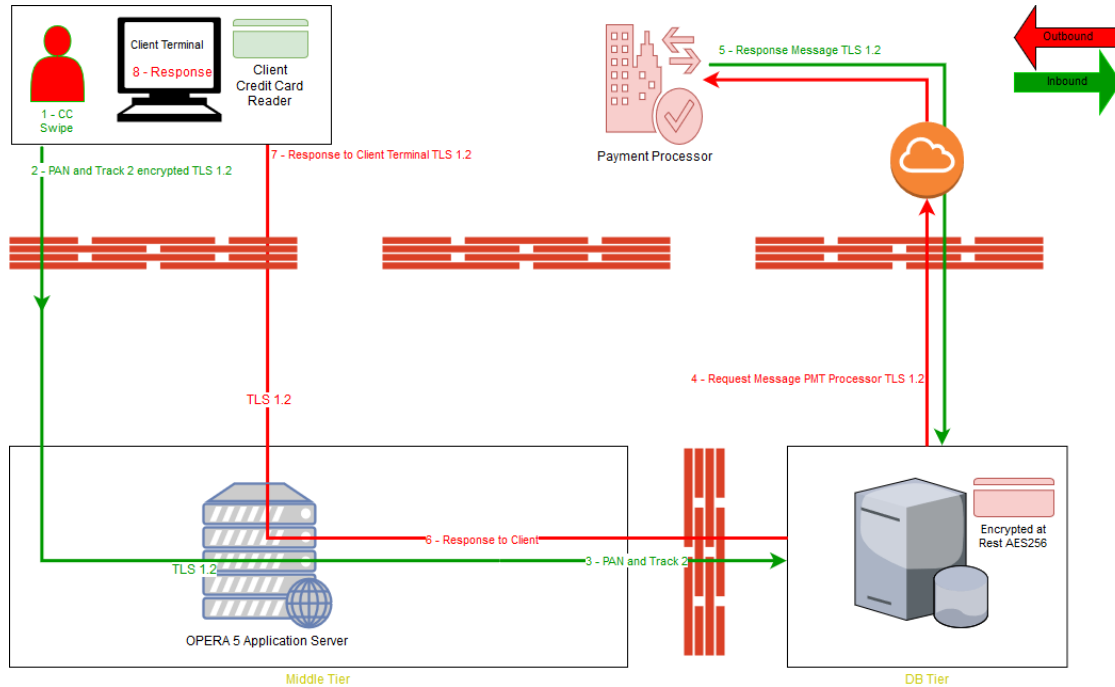 Client Terminal
8 - Response
Client
Credit Card
Reader
1 - CC
Swipe
5 - Response Message TLS 1.2
Outbound
Inbound
Payment Processor
7 - Response to Client Terminal TLS 1.2
2 - PAN and Track 2 encrypted TLS 1.2
4 - Request Message PMT Processor TLS 1.2
TLS 1.2
6 - Response to Client
3 - PAN and Track 2
TLS 1.2
Encrypted at
Rest AES256
OPERA 5 Application Server
Middle Tier
DB Tier